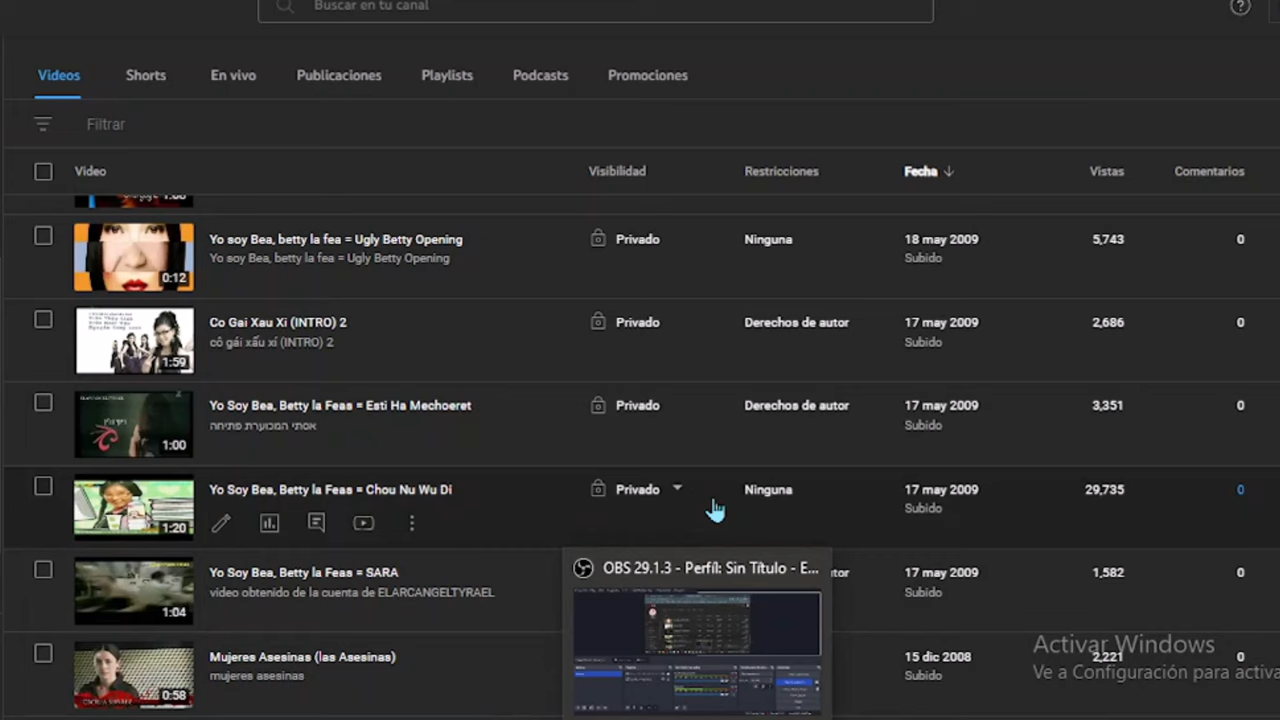 Buscar en tu canal
Videos Shorts En vivo Publicaciones Playlists Podcasts Promociones
Filtrar
Video Visibilidad Restricciones Fecha Vistas Comentarios
1:00
Yo soy Bea, betty la fea = Ugly Betty Opening Privado Ninguna 18 may 2009 5,743 0
Yo soy Bea, betty la fea = Ugly Betty Opening Subido
0:12
Co Gai Xau Xi (INTRO) 2 Privado Derechos de autor 17 may 2009 2,686 0
cô gái xấu xí (INTRO) 2 Subido
1:59
Yo Soy Bea, Betty la Feas = Esti Ha Mechoeret Privado Derechos de autor 17 may 2009 3,351 0
אסתי המכוערת פתיחה Subido
1:00
Yo Soy Bea, Betty la Feas = Chou Nu Wu Di Privado Ninguna 17 may 2009 29,735 0
Subido
1:20
OBS 29.1.3 - Perfil: Sin Título - E...
Yo Soy Bea, Betty la Feas = SARA utor 17 may 2009 1,582 0
video obtenido de la cuenta de ELARCANGELTYRAEL Subido
1:04
Mujeres Asesinas (las Asesinas) 15 dic 2008 2,221 0
mujeres asesinas Subido
0:58
Activar Windows
Ve a Configuración para activa